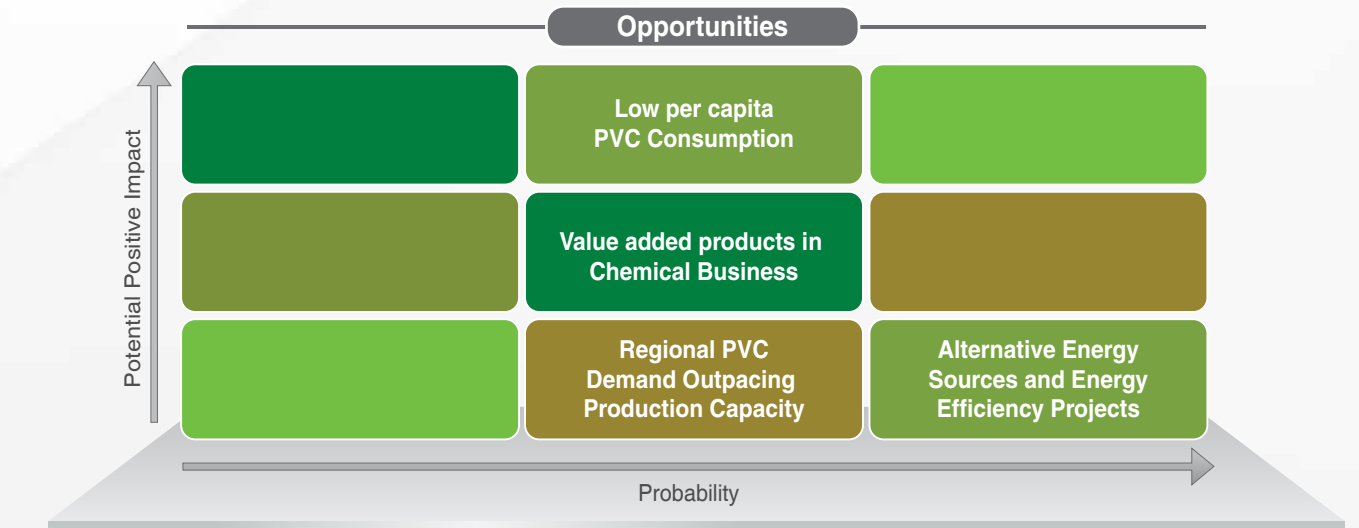 Opportunities
Potential Positive Impact
Low per capita
PVC Consumption
Value added products in
Chemical Business
Regional PVC
Demand Outpacing
Production Capacity
Alternative Energy
Sources and Energy
Efficiency Projects
Probability